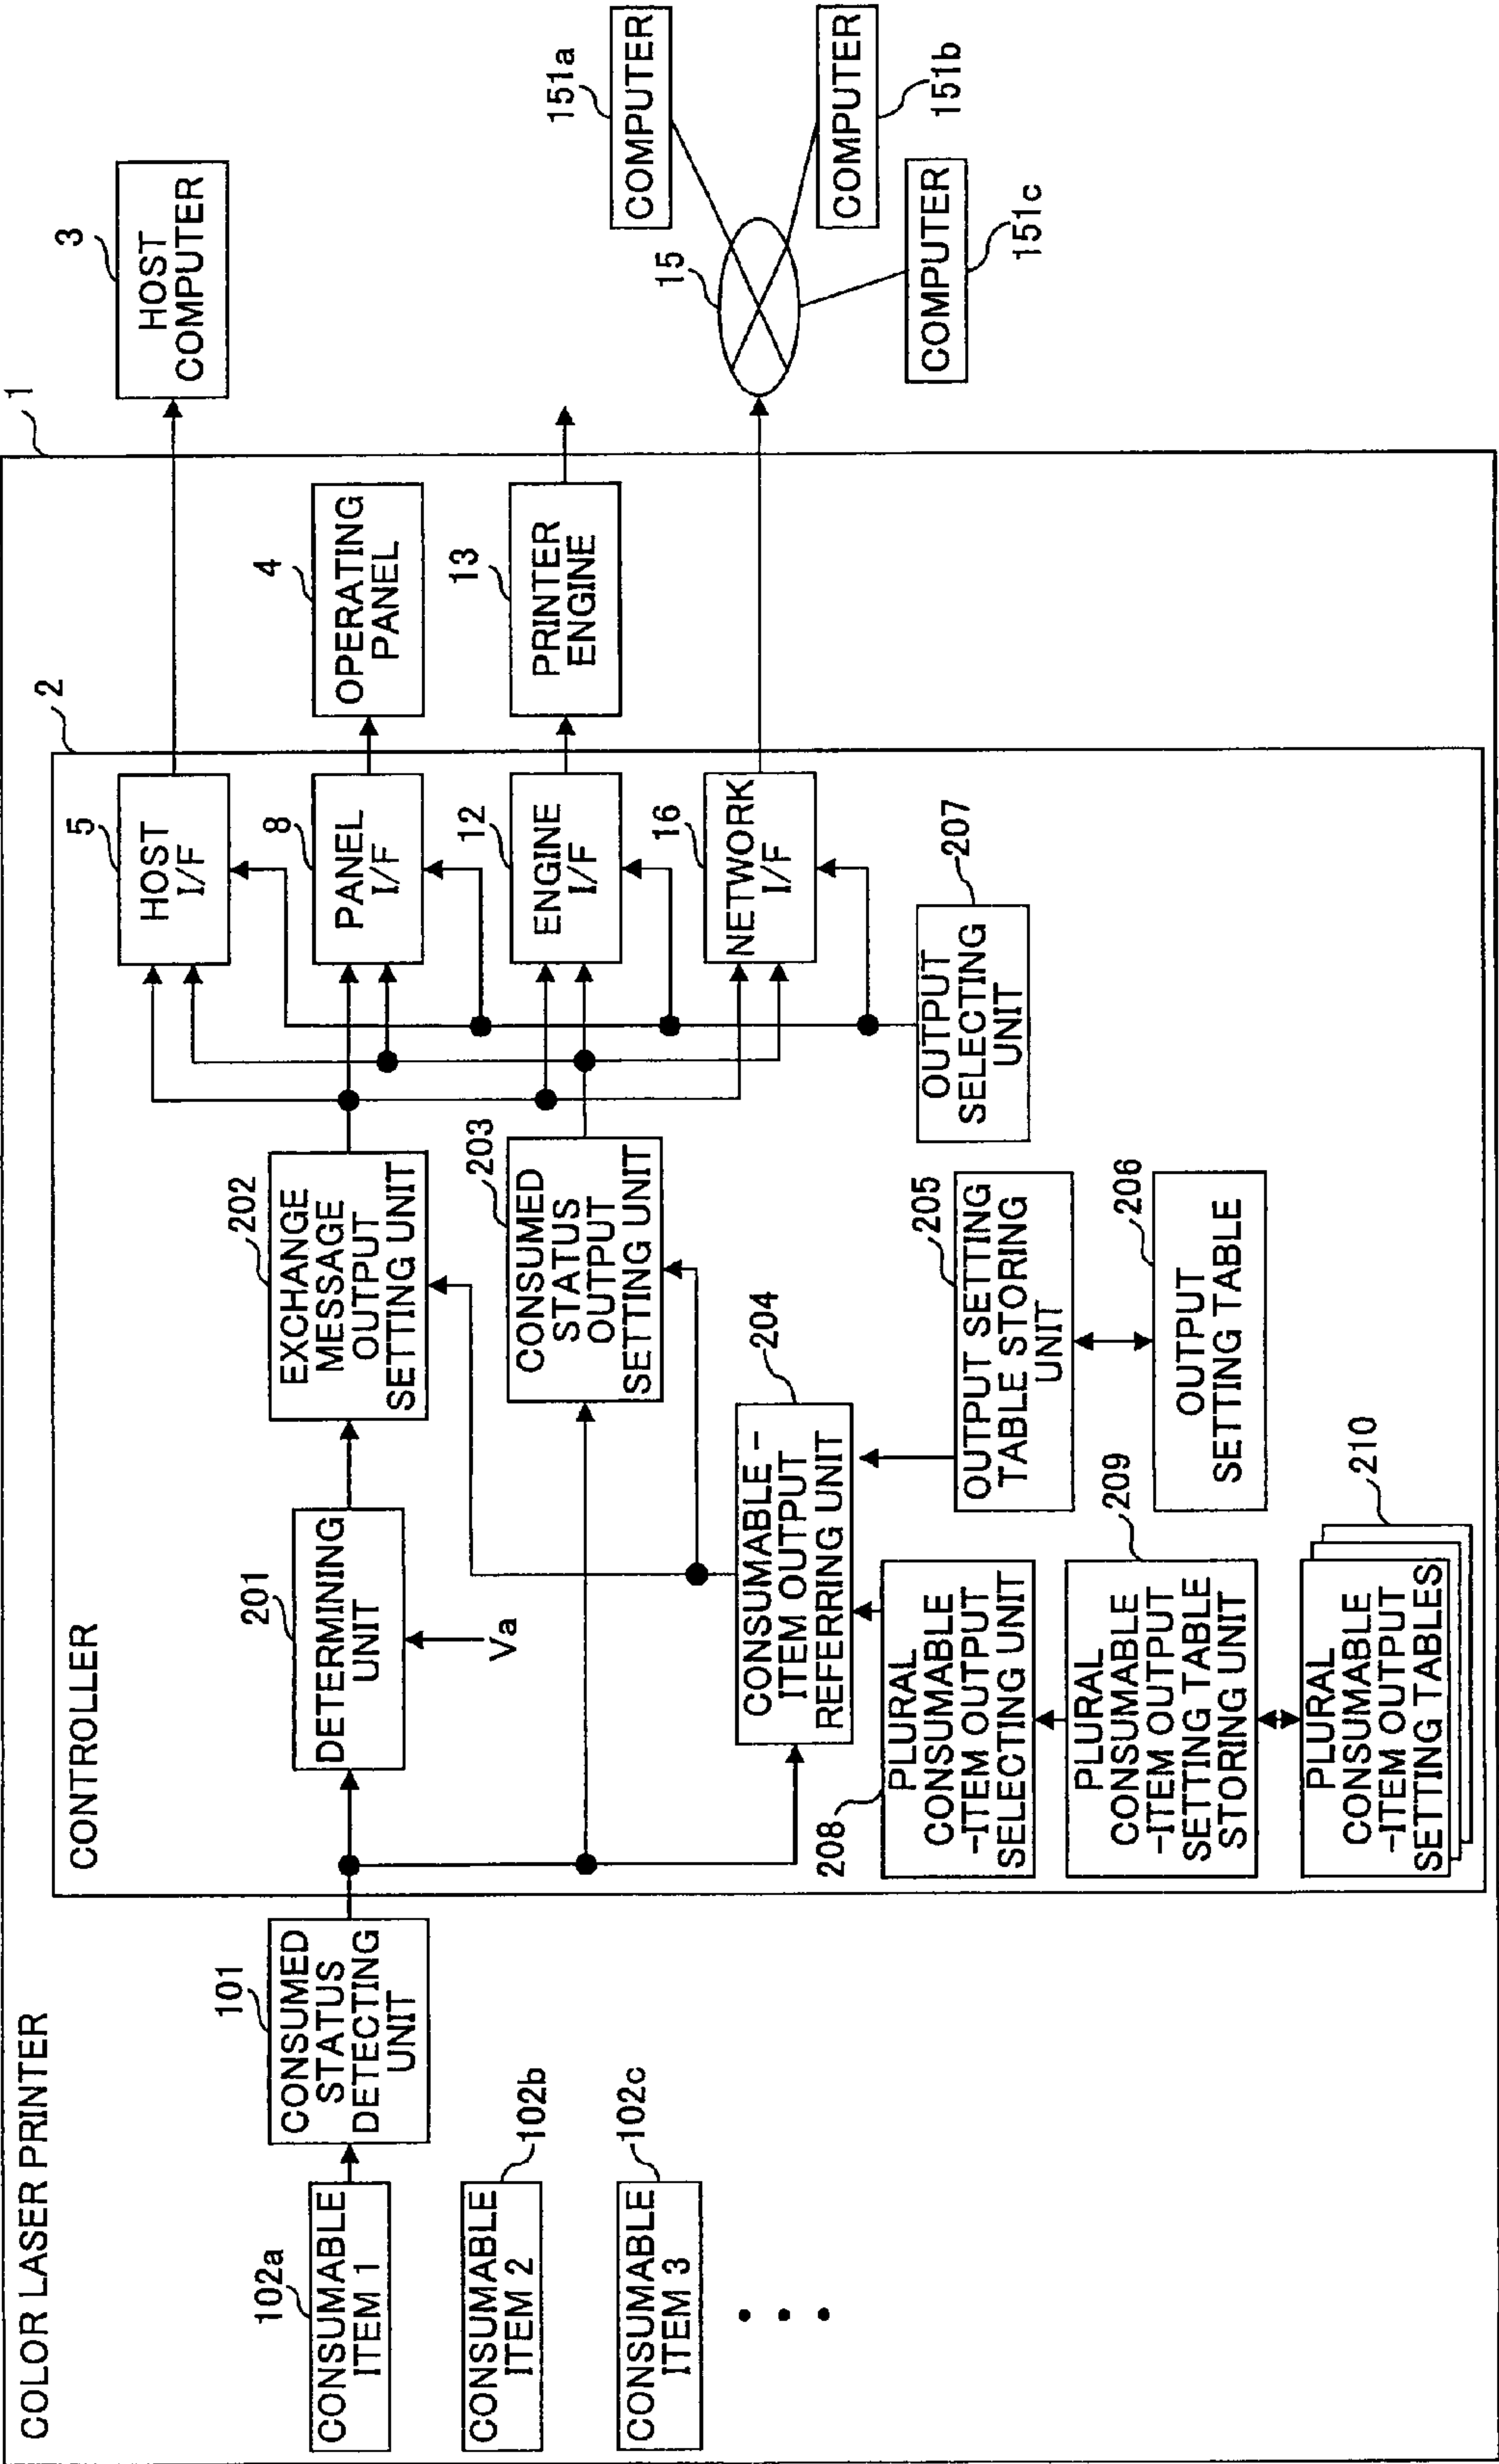 COLOR LASER PRINTER
1
CONTROLLER
2
102a
CONSUMABLE
ITEM 1
CONSUMABLE
ITEM 2
102b
CONSUMABLE
ITEM 3
102c
101
CONSUMED
STATUS
DETECTING
UNIT
201
DETERMINING
UNIT
Va
202
EXCHANGE
MESSAGE
OUTPUT
SETTING UNIT
203
CONSUMED
STATUS
OUTPUT
SETTING UNIT
204
CONSUMABLE-
ITEM OUTPUT
REFERRING UNIT
208
PLURAL
CONSUMABLE
-ITEM OUTPUT
SELECTING UNIT
209
PLURAL
CONSUMABLE
-ITEM OUTPUT
SETTING TABLE
STORING UNIT
210
PLURAL
CONSUMABLE
-ITEM OUTPUT
SETTING TABLES
205
OUTPUT SETTING
TABLE STORING
UNIT
206
OUTPUT
SETTING TABLE
207
OUTPUT
SELECTING
UNIT
5
HOST
I/F
8
PANEL
I/F
12
ENGINE
I/F
16
NETWORK
I/F
4
OPERATING
PANEL
13
PRINTER
ENGINE
3
HOST
COMPUTER
15
151a
COMPUTER
COMPUTER
151b
COMPUTER
151c